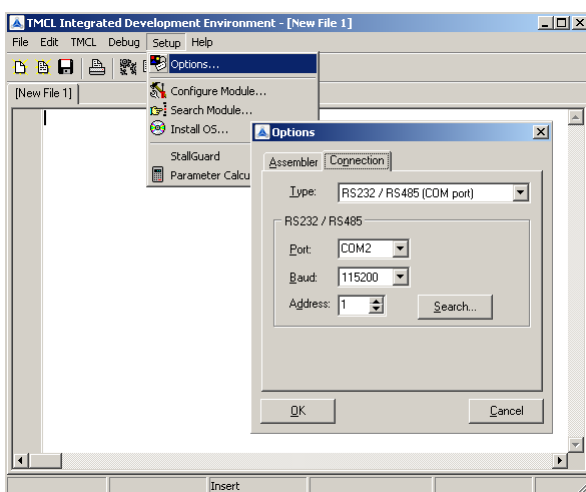 TMCL Integrated Development Environment - [New File 1]
File Edit TMCL Debug Setup Help
Options...
[New File 1]
Configure Module...
Search Module...
Install OS...
StallGuard
Parameter Calcu
Options
Assembler Connection
Type: RS232 / RS485 (COM port)
RS232 / RS485
Port: COM2
Baud: 115200
Address: 1 Search...
OK Cancel
Insert